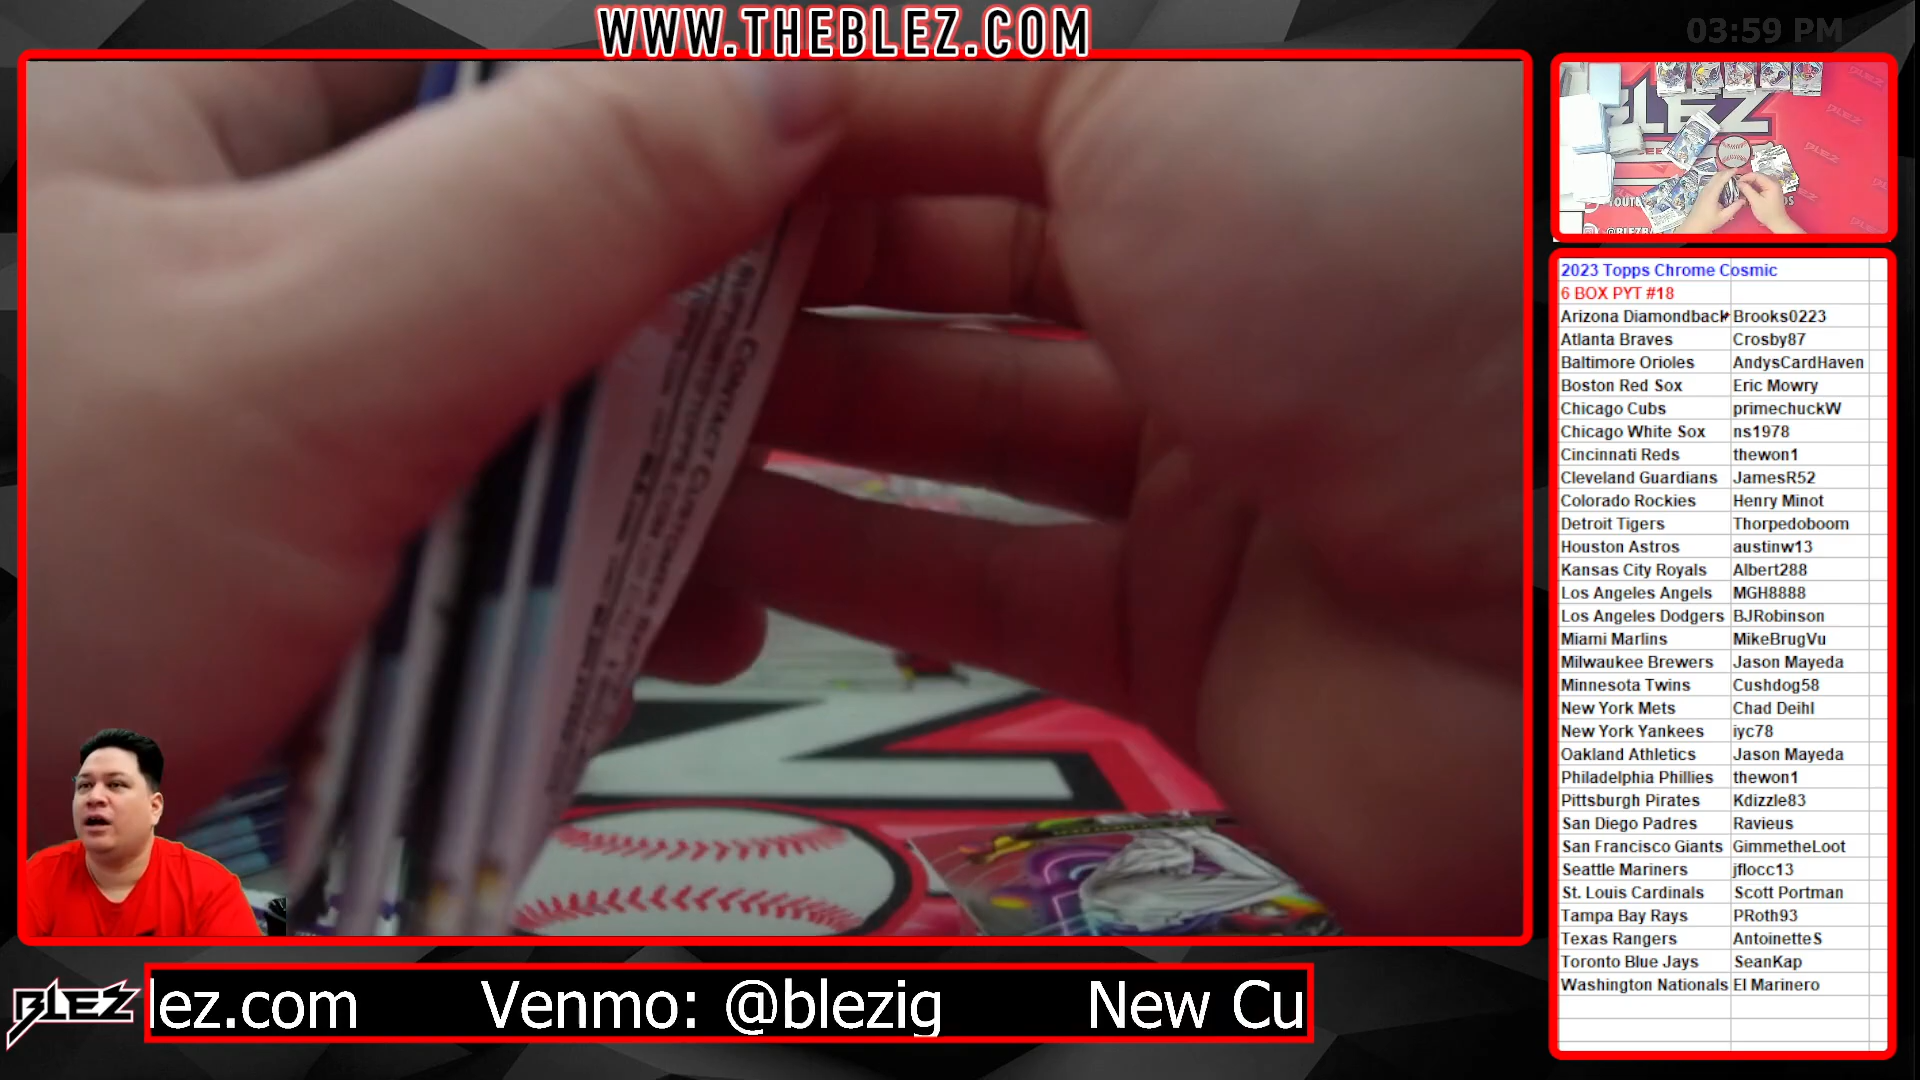 WWW.THEBLEZ.COM
03:59 PM
2023 Topps Chrome Cosmic
6 BOX PYT #18
Arizona Diamondback Brooks0223
Atlanta Braves Crosby87
Baltimore Orioles AndysCardHaven
Boston Red Sox Eric Mowry
Chicago Cubs primechuckW
Chicago White Sox ns1978
Cincinnati Reds thewon1
Cleveland Guardians JamesR52
Colorado Rockies Henry Minot
Detroit Tigers Thorpedoboom
Houston Astros austinw13
Kansas City Royals Albert288
Los Angeles Angels MGH8888
Los Angeles Dodgers BJRobinson
Miami Marlins MikeBrugVu
Milwaukee Brewers Jason Mayeda
Minnesota Twins Cushdog58
New York Mets Chad Deihl
New York Yankees iyc78
Oakland Athletics Jason Mayeda
Philadelphia Phillies thewon1
Pittsburgh Pirates Kdizzle83
San Diego Padres Ravieus
San Francisco Giants GimmetheLoot
Seattle Mariners jflocc13
St. Louis Cardinals Scott Portman
Tampa Bay Rays PRoth93
Texas Rangers AntoinetteS
Toronto Blue Jays SeanKap
Washington Nationals El Marinero
CONTACT CUSTOMER
BLEZ
lez.com Venmo: @blezig New Cu